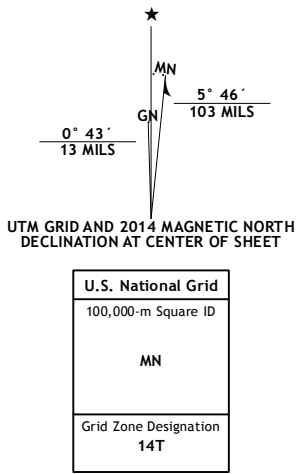 ★
MN
GN
5° 46´
103 MILS
0° 43´
13 MILS
UTM GRID AND 2014 MAGNETIC NORTH
DECLINATION AT CENTER OF SHEET
U.S. National Grid
100,000-m Square ID
MN
Grid Zone Designation
14T